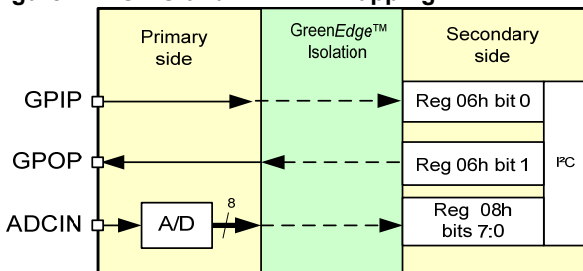 Primary
side
GreenEdge™
Isolation
Secondary
side
GPIP
Reg 06h bit 0
GPOP
Reg 06h bit 1
I²C
ADCIN
A/D
8
Reg 08h
bits 7:0